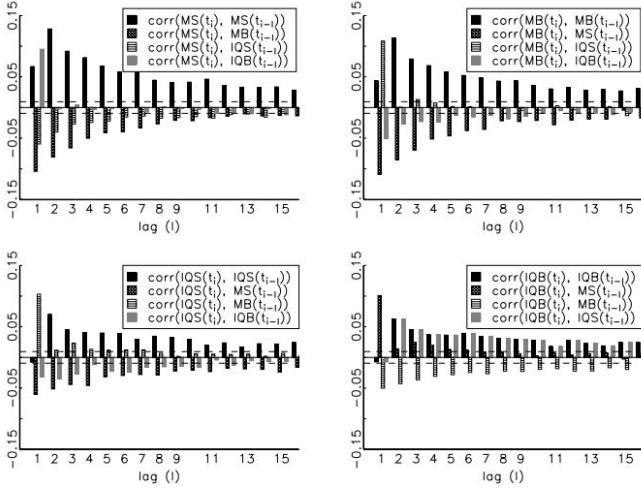 0.15
0.05
−0.05
−0.15
corr(MS(tᵢ), MS(tᵢ₋ₗ))
corr(MS(tᵢ), MB(tᵢ₋ₗ))
corr(MS(tᵢ), IQS(tᵢ₋ₗ))
corr(MS(tᵢ), IQB(tᵢ₋ₗ))
1 2 3 4 5 6 7 8 9 11 13 15
lag (l)
0.15
0.05
−0.05
−0.15
corr(MB(tᵢ), MB(tᵢ₋ₗ))
corr(MB(tᵢ), MS(tᵢ₋ₗ))
corr(MB(tᵢ), IQS(tᵢ₋ₗ))
corr(MB(tᵢ), IQB(tᵢ₋ₗ))
1 2 3 4 5 6 7 8 9 11 13 15
lag (l)
0.15
0.05
−0.05
−0.15
corr(IQS(tᵢ), IQS(tᵢ₋ₗ))
corr(IQS(tᵢ), MS(tᵢ₋ₗ))
corr(IQS(tᵢ), MB(tᵢ₋ₗ))
corr(IQS(tᵢ), IQB(tᵢ₋ₗ))
1 2 3 4 5 6 7 8 9 11 13 15
lag (l)
0.15
0.05
−0.05
−0.15
corr(IQB(tᵢ), IQB(tᵢ₋ₗ))
corr(IQB(tᵢ), MS(tᵢ₋ₗ))
corr(IQB(tᵢ), MB(tᵢ₋ₗ))
corr(IQB(tᵢ), IQS(tᵢ₋ₗ))
1 2 3 4 5 6 7 8 9 11 13 15
lag (l)